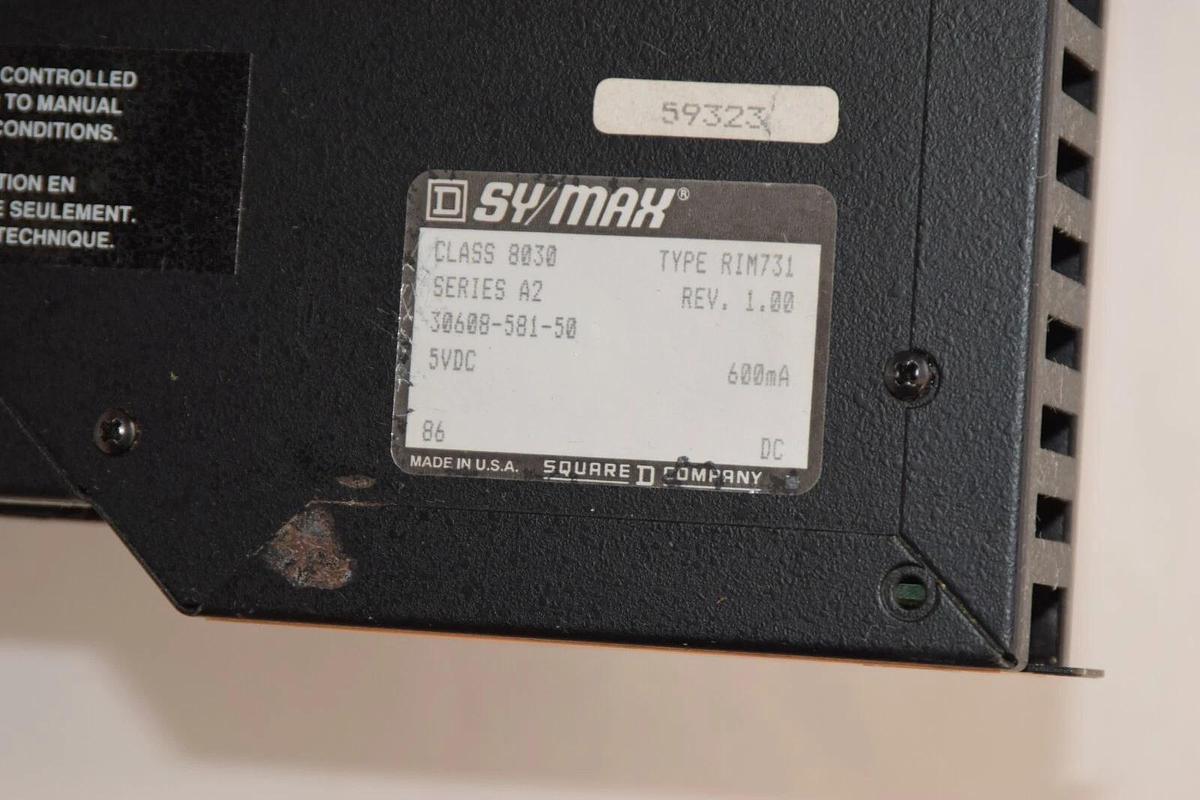 CONTROLLED
TO MANUAL
CONDITIONS.
TION EN
SEULEMENT.
TECHNIQUE.
59323
D SY/MAX®
CLASS 8030 TYPE RIM731
SERIES A2 REV. 1.00
30608-581-50
5VDC 600mA
86 DC
MADE IN U.S.A. SQUARE D COMPANY